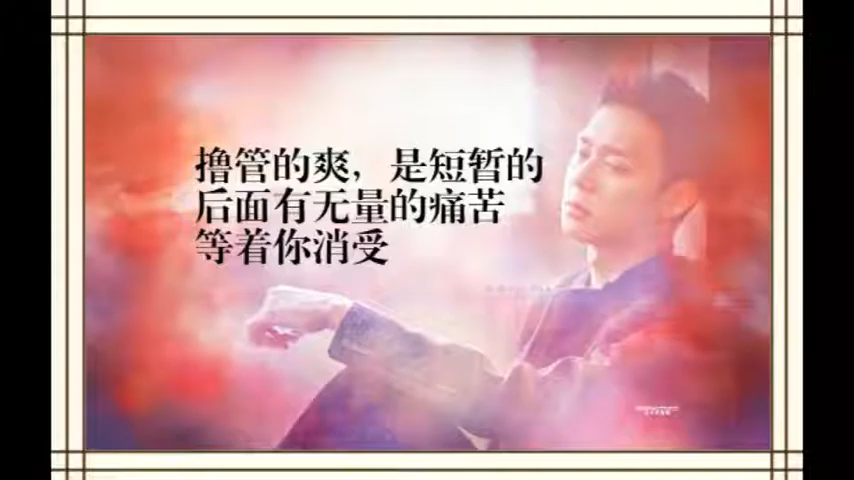 撸管的爽，是短暂的
后面有无量的痛苦
等着你消受